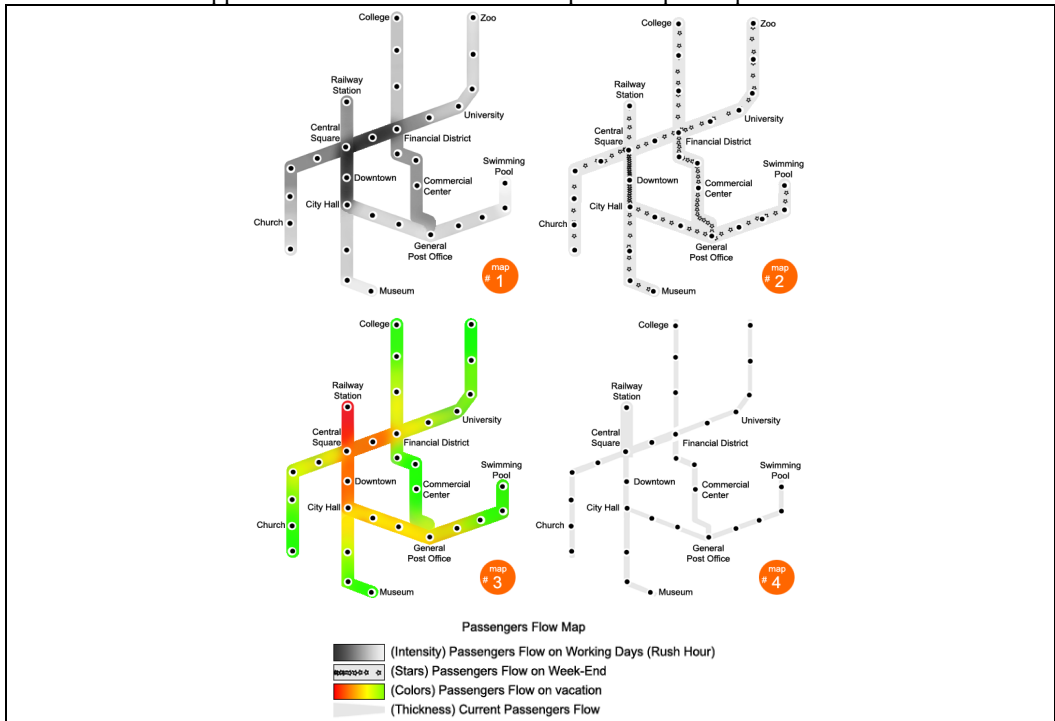 College
Zoo
Railway
Station
University
Central
Square
Financial District
Swimming
Pool
Downtown
Commercial
Center
City Hall
Church
General
Post Office
Museum
map
# 1
College
Zoo
Railway
Station
University
Central
Square
Financial District
Swimming
Pool
Downtown
Commercial
Center
City Hall
Church
General
Post Office
Museum
map
# 2
College
Railway
Station
University
Central
Square
Financial District
Swimming
Pool
Downtown
Commercial
Center
City Hall
Church
General
Post Office
Museum
map
# 3
College
Railway
Station
University
Central
Square
Financial District
Swimming
Pool
Downtown
Commercial
Center
City Hall
Church
General
Post Office
Museum
map
# 4
Passengers Flow Map
(Intensity) Passengers Flow on Working Days (Rush Hour)
(Stars) Passengers Flow on Week-End
(Colors) Passengers Flow on vacation
(Thickness) Current Passengers Flow